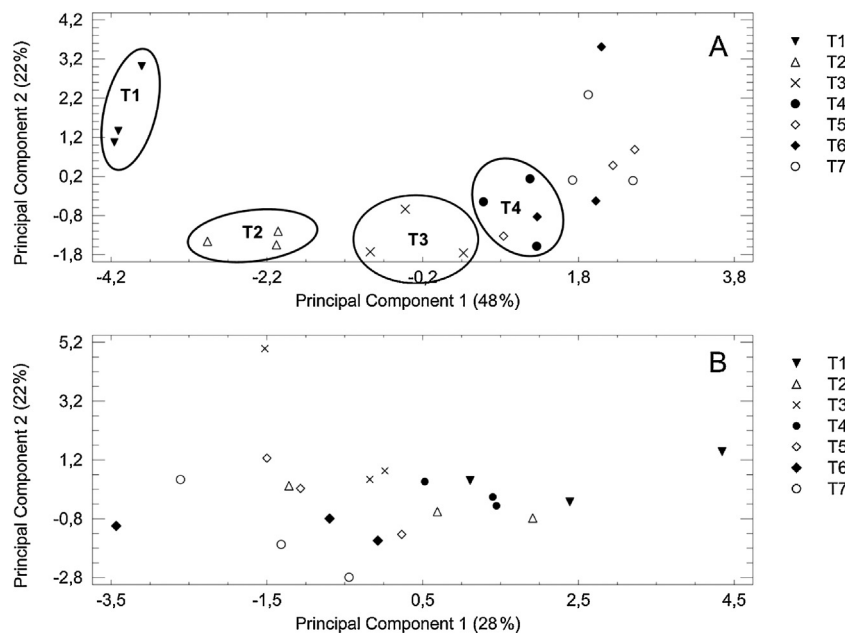 A
4,2
3,2
2,2
1,2
0,2
-0,8
-1,8
Principal Component 2 (22%)
T1
T2
T3
T4
-4,2 -2,2 -0,2 1,8 3,8
Principal Component 1 (48%)
T1
T2
T3
T4
T5
T6
T7
B
5,2
3,2
1,2
-0,8
-2,8
Principal Component 2 (22%)
-3,5 -1,5 0,5 2,5 4,5
Principal Component 1 (28%)
T1
T2
T3
T4
T5
T6
T7